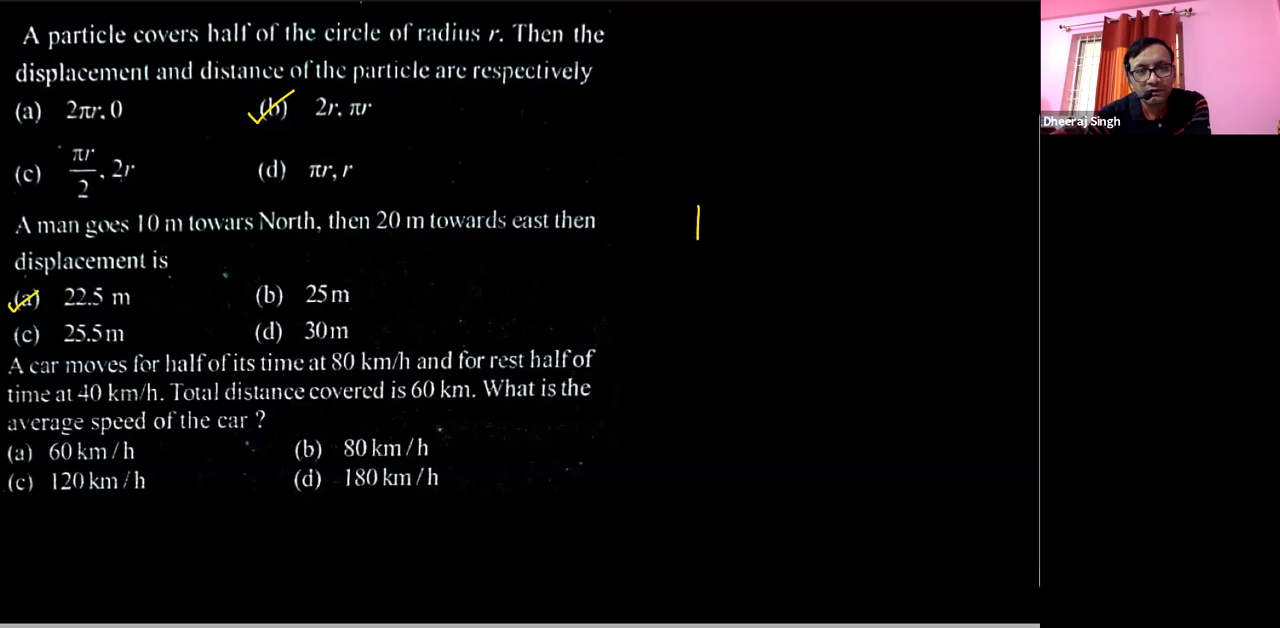 A particle covers half of the circle of radius r. Then the
displacement and distance of the particle are respectively
(a) 2πr, 0 (b) 2r, πr
(c) πr/2, 2r (d) πr, r
A man goes 10 m towars North, then 20 m towards east then
displacement is
(a) 22.5 m (b) 25 m
(c) 25.5 m (d) 30 m
A car moves for half of its time at 80 km/h and for rest half of
time at 40 km/h. Total distance covered is 60 km. What is the
average speed of the car ?
(a) 60 km / h (b) 80 km / h
(c) 120 km / h (d) 180 km / h
Dheeraj Singh